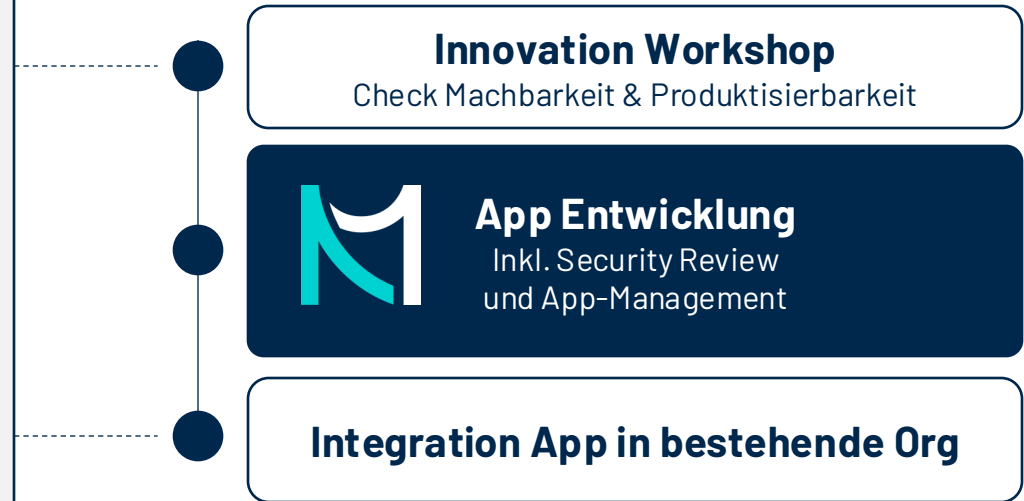 Innovation Workshop
Check Machbarkeit & Produktisierbarkeit
App Entwicklung
Inkl. Security Review
und App-Management
Integration App in bestehende Org